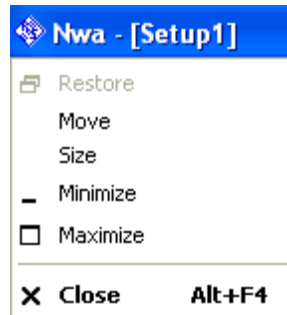 Nwa - [Setup1]
Restore
Move
Size
Minimize
Maximize
Close Alt+F4